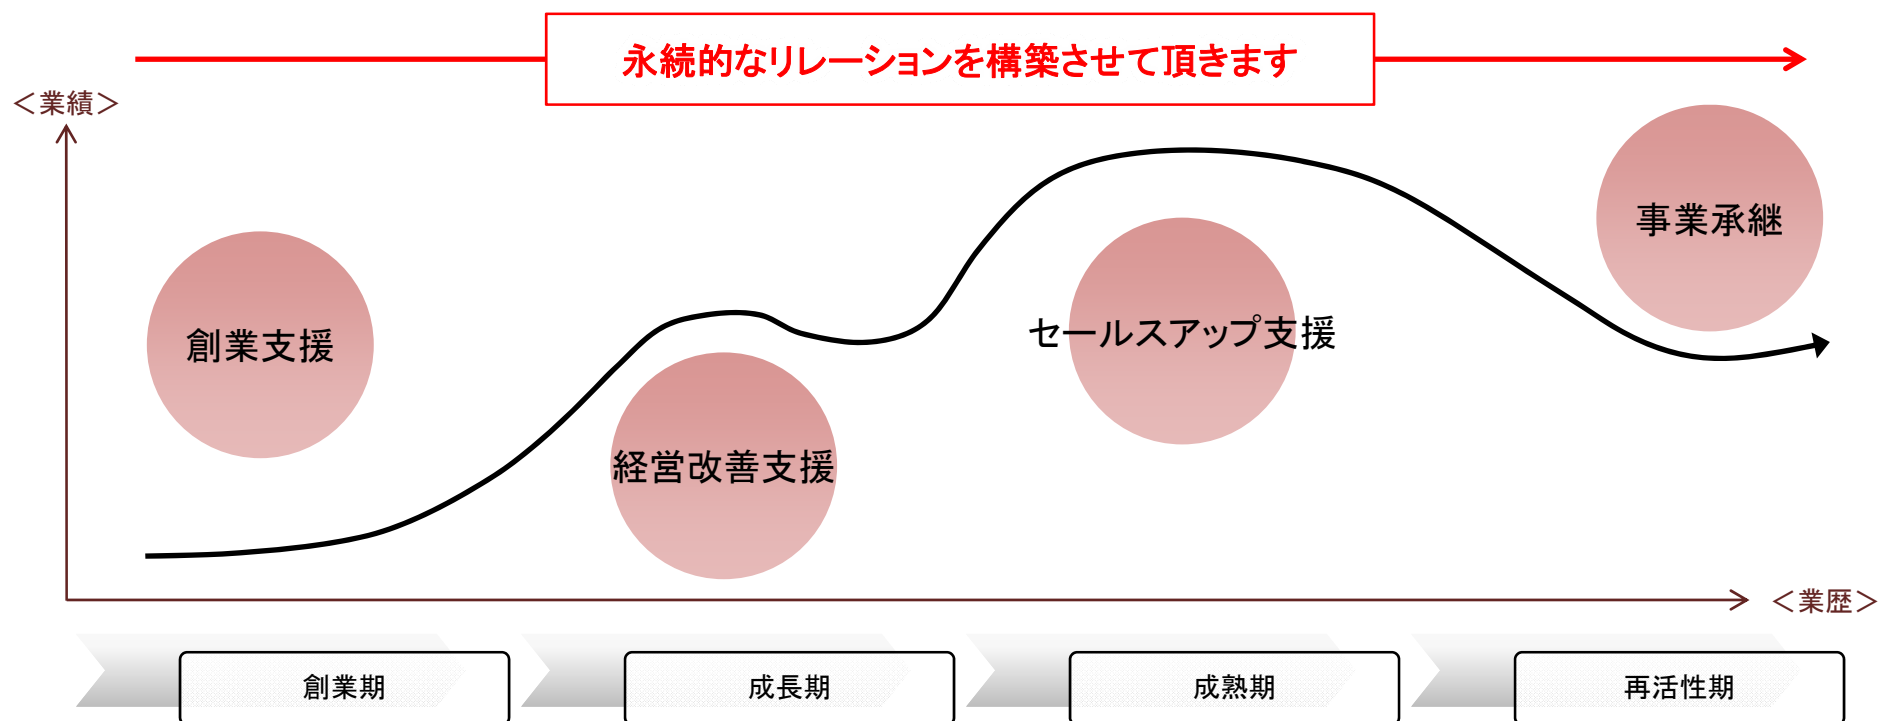 永続的なリレーションを構築させて頂きます
＜業績＞
事業承継
創業支援
セールスアップ支援
経営改善支援
＜業歴＞
創業期
成長期
成熟期
再活性期